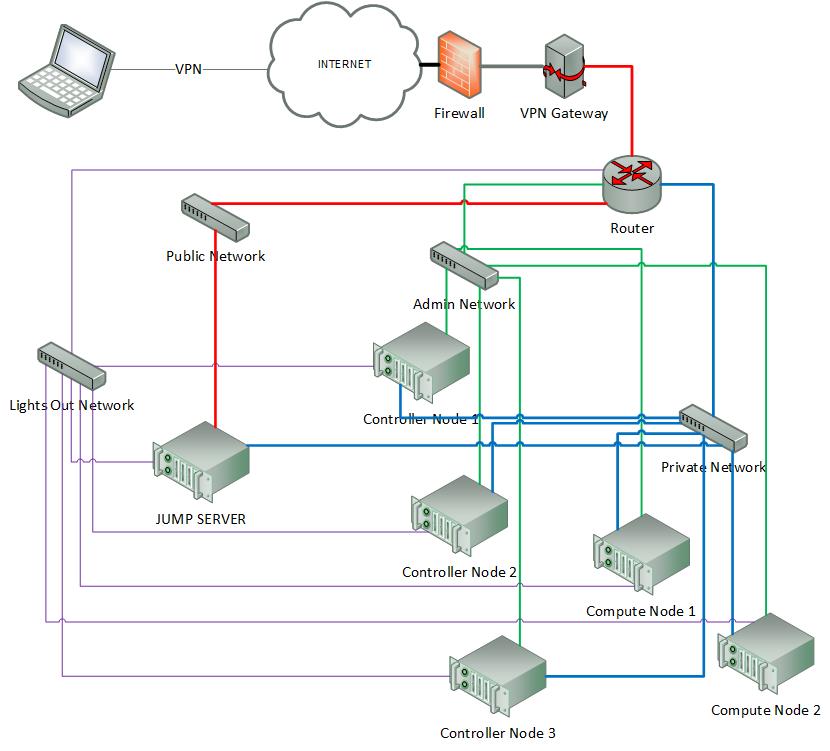 VPN
INTERNET
Firewall
VPN Gateway
Router
Public Network
Admin Network
Lights Out Network
Controller Node 1
Private Network
JUMP SERVER
Controller Node 2
Compute Node 1
Compute Node 2
Controller Node 3